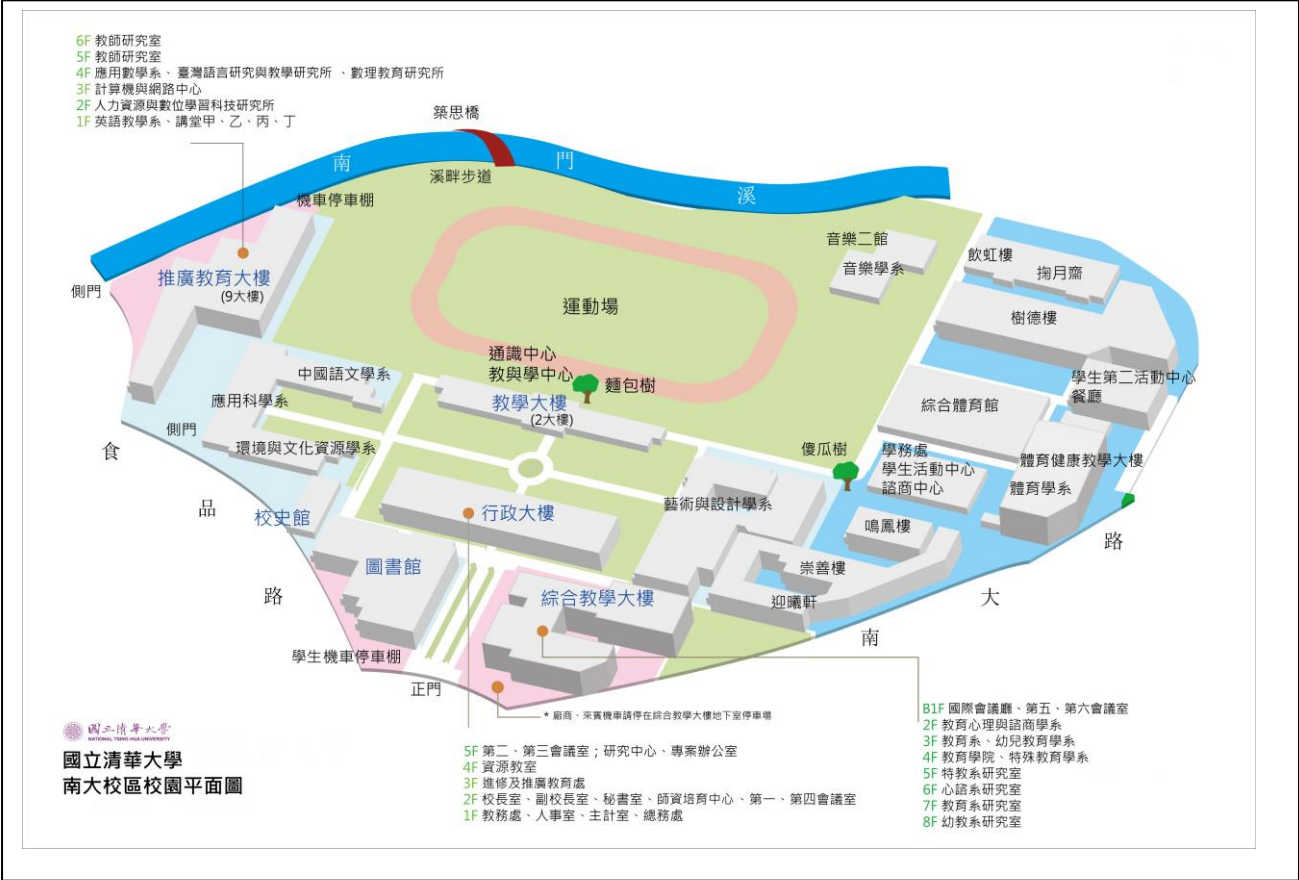 6F 教師研究室
5F 教師研究室
4F 應用數學系、臺灣語言研究與教學研究所 、數理教育研究所
3F 計算機與網路中心
2F 人力資源與數位學習科技研究所
1F 英語教學系、講堂甲、乙、丙、丁
築思橋
南
門
溪
溪畔步道
機車停車棚
推廣教育大樓
(9大樓)
側門
運動場
音樂二館
音樂學系
飲虹樓
掬月齋
樹德樓
通識中心
教與學中心
麵包樹
教學大樓
(2大樓)
中國語文學系
應用科學系
側門
環境與文化資源學系
學生第二活動中心
餐廳
綜合體育館
傻瓜樹
學務處
學生活動中心
諮商中心
體育健康教學大樓
體育學系
食
品
路
校史館
行政大樓
藝術與設計學系
鳴鳳樓
圖書館
崇善樓
迎曦軒
綜合教學大樓
路
大
南
學生機車停車棚
正門
* 廠商、來賓機車請停在綜合教學大樓地下室停車場
國立清華大學
NATIONAL TSING HUA UNIVERSITY
國立清華大學
南大校區校園平面圖
5F 第二、第三會議室；研究中心、專案辦公室
4F 資源教室
3F 進修及推廣教育處
2F 校長室、副校長室、秘書室、師資培育中心、第一、第四會議室
1F 教務處、人事室、主計室、總務處
B1F 國際會議廳、第五、第六會議室
2F 教育心理與諮商學系
3F 教育系、幼兒教育學系
4F 教育學院、特殊教育學系
5F 特教系研究室
6F 心諮系研究室
7F 教育系研究室
8F 幼教系研究室